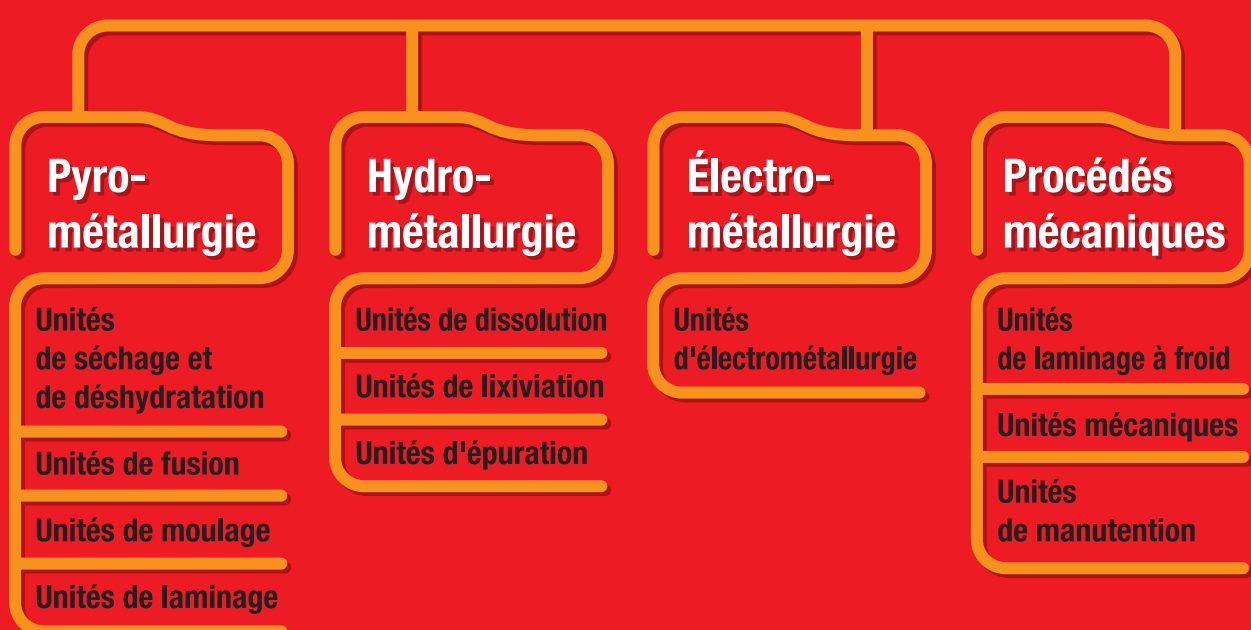 Pyro-
métallurgie
Unités
de séchage et
de déshydratation
Unités de fusion
Unités de moulage
Unités de laminage
Hydro-
métallurgie
Unités de dissolution
Unités de lixiviation
Unités d'épuration
Électro-
métallurgie
Unités
d'électrométallurgie
Procédés
mécaniques
Unités
de laminage à froid
Unités mécaniques
Unités
de manutention